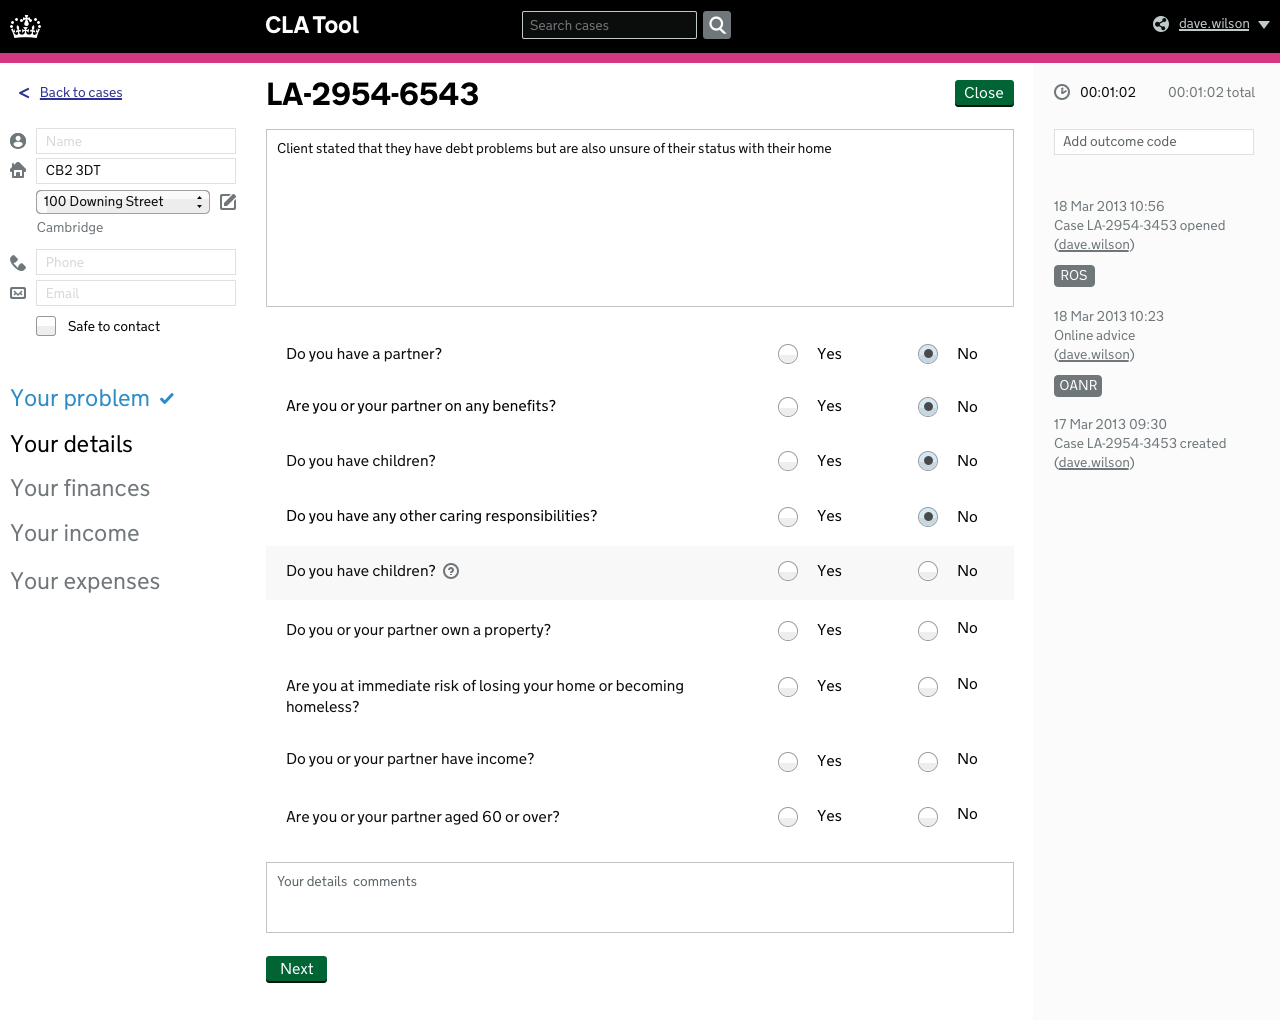 CLA Tool
Search cases
dave.wilson
< Back to cases
LA-2954-6543
Close
00:01:02
00:01:02 total
Name
CB2 3DT
100 Downing Street
Cambridge
Phone
Email
Safe to contact
Your problem
Your details
Your finances
Your income
Your expenses
Client stated that they have debt problems but are also unsure of their status with their home
Do you have a partner? Yes No
Are you or your partner on any benefits? Yes No
Do you have children? Yes No
Do you have any other caring responsibilities? Yes No
Do you have children? ? Yes No
Do you or your partner own a property? Yes No
Are you at immediate risk of losing your home or becoming Yes No
homeless?
Do you or your partner have income? Yes No
Are you or your partner aged 60 or over? Yes No
Your details comments
Next
Add outcome code
18 Mar 2013 10:56
Case LA-2954-3453 opened
(dave.wilson)
ROS
18 Mar 2013 10:23
Online advice
(dave.wilson)
OANR
17 Mar 2013 09:30
Case LA-2954-3453 created
(dave.wilson)